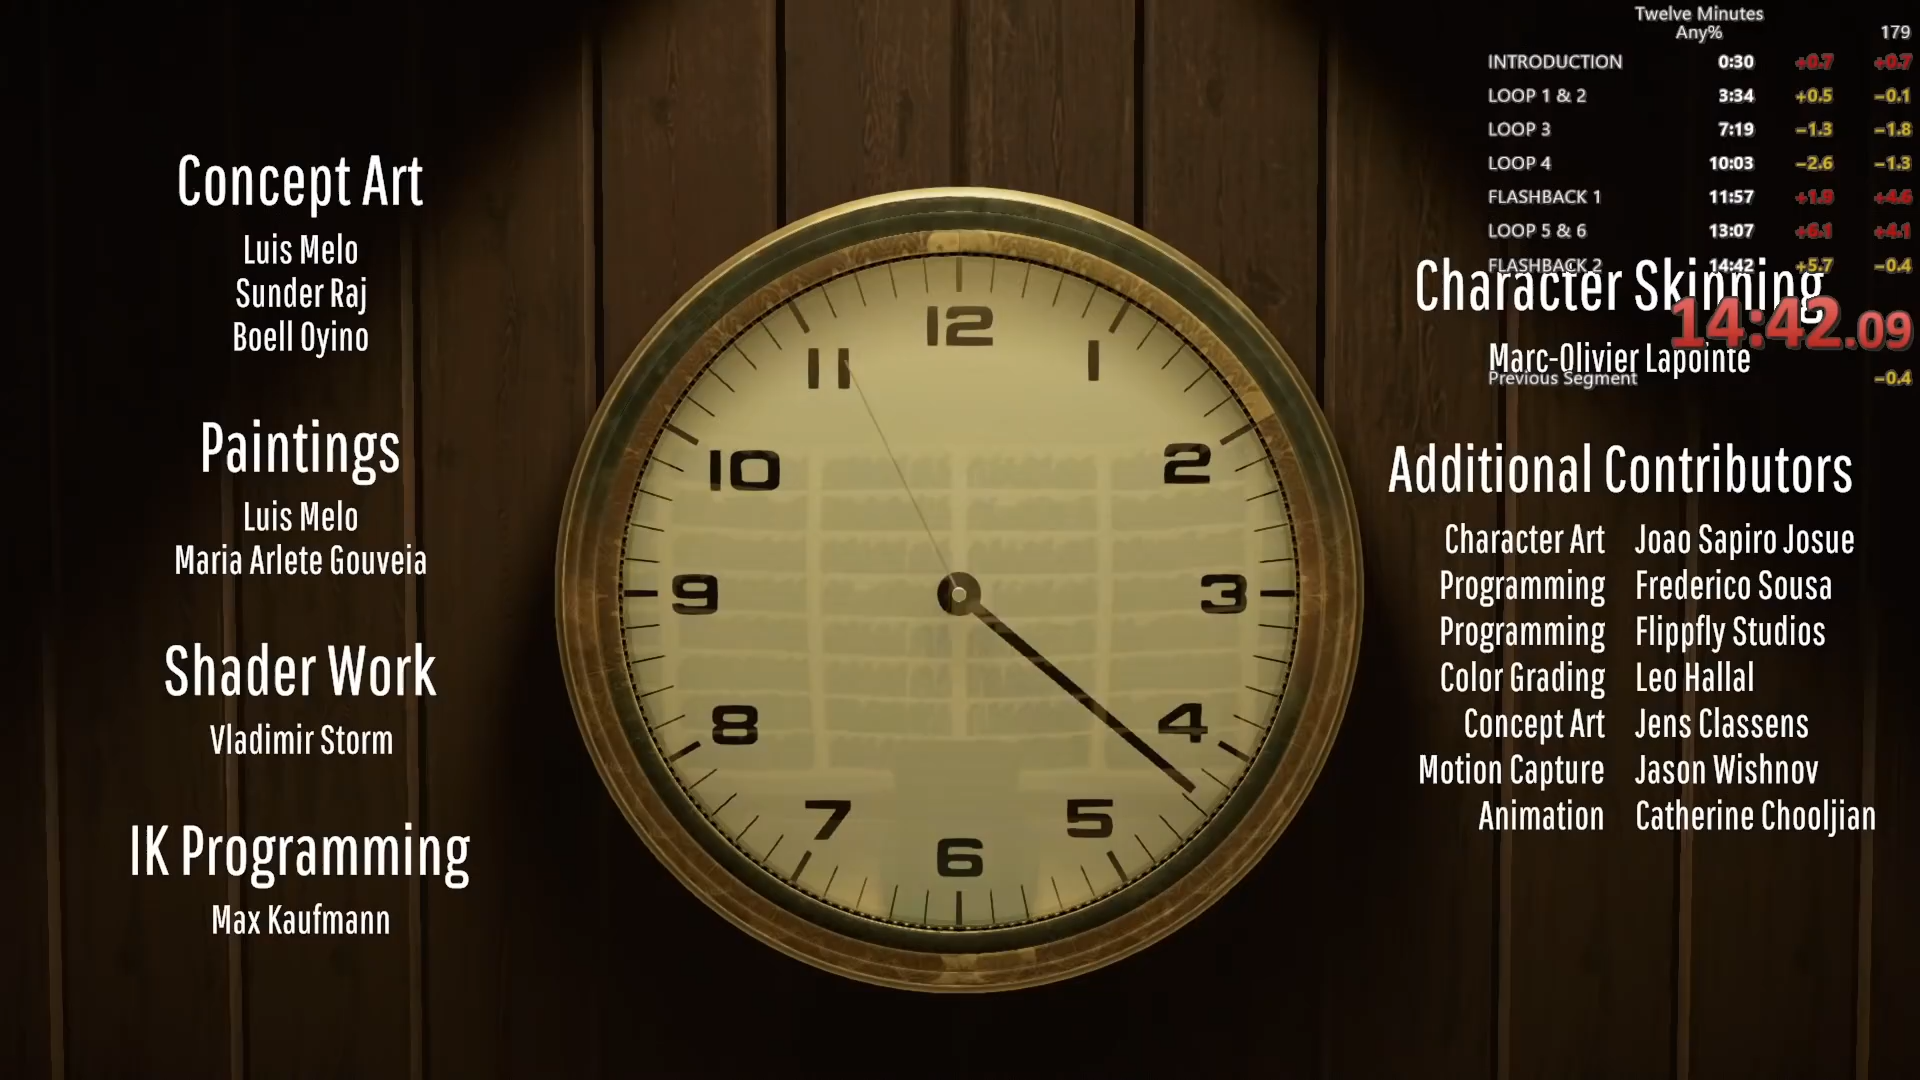 Twelve Minutes
Any% 179
INTRODUCTION 0:30 +0.7 +0.7
LOOP 1 & 2 3:34 +0.5 −0.1
LOOP 3 7:19 −1.3 −1.8
LOOP 4 10:03 −2.6 −1.3
FLASHBACK 1 11:57 +1.9 +4.6
LOOP 5 & 6 13:07 +6.1 +4.1
FLASHBACK 2 14:42 +5.7 −0.4
14:42.09
Previous Segment −0.4
Concept Art
Luis Melo
Sunder Raj
Boell Oyino
Paintings
Luis Melo
Maria Arlete Gouveia
Shader Work
Vladimir Storm
IK Programming
Max Kaufmann
12
1
2
3
4
5
6
7
8
9
10
11
Character Skinning
Marc-Olivier Lapointe
Additional Contributors
Character Art Joao Sapiro Josue
Programming Frederico Sousa
Programming Flippfly Studios
Color Grading Leo Hallal
Concept Art Jens Classens
Motion Capture Jason Wishnov
Animation Catherine Chooljian